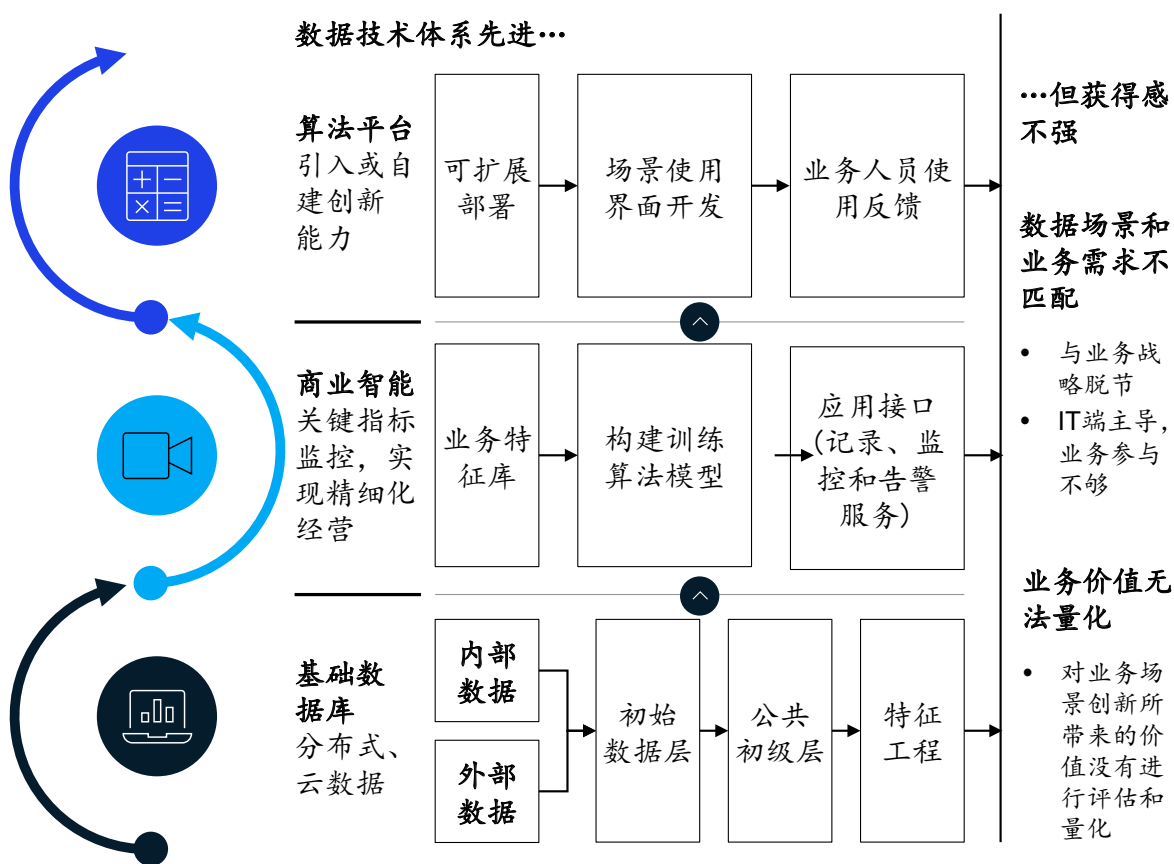 数据技术体系先进…
算法平台
引入或自
建创新
能力
可扩展
部署
场景使用
界面开发
业务人员使
用反馈
商业智能
关键指标
监控，实
现精细化
经营
业务特
征库
构建训练
算法模型
应用接口
(记录、监
控和告警
服务)
基础数
据库
分布式、
云数据
内部
数据
外部
数据
初始
数据层
公共
初级层
特征
工程
…但获得感
不强
数据场景和
业务需求不
匹配
• 与业务战
略脱节
• IT端主导，
业务参与
不够
业务价值无
法量化
• 对业务场
景创新所
带来的价
值没有进
行评估和
量化